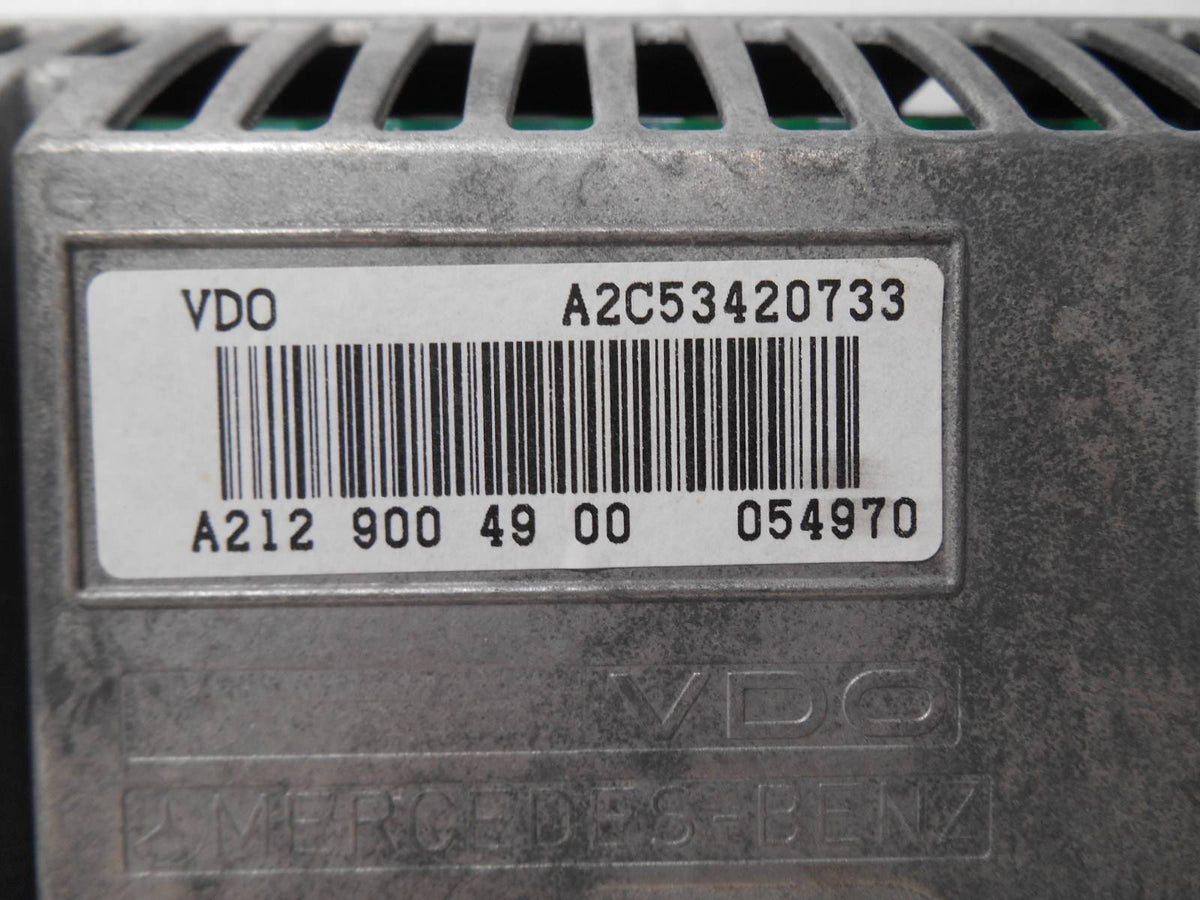 VDO A2C53420733
A212 900 49 00 054970
VDO
MERCEDES-BENZ